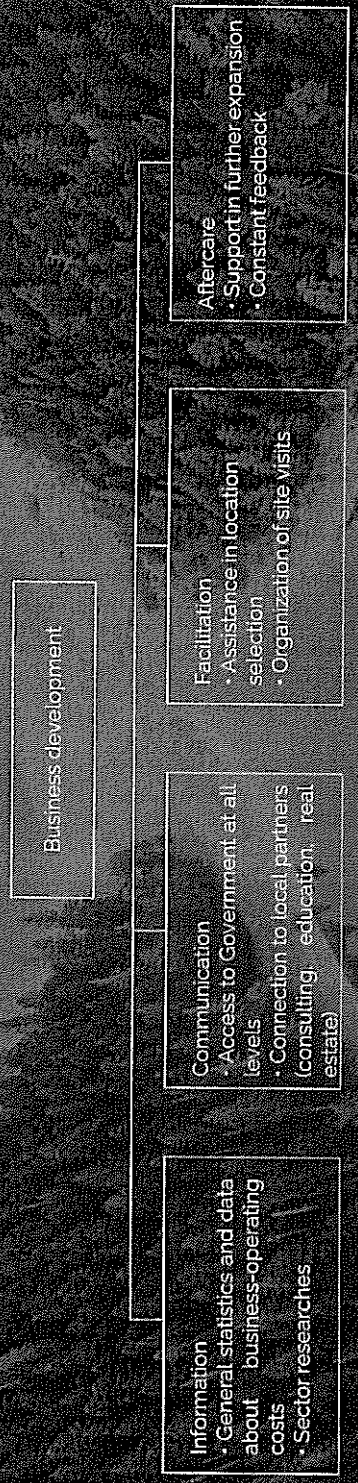 Business development
Information
• General statistics and data
about business-operating
costs
• Sector researches
Communication
• Access to Government at all
levels
• Connection to local partners
(consulting, education, real
estate)
Facilitation
• Assistance in location
selection
• Organization of site visits
Aftercare
• Support in further expansion
• Constant feedback